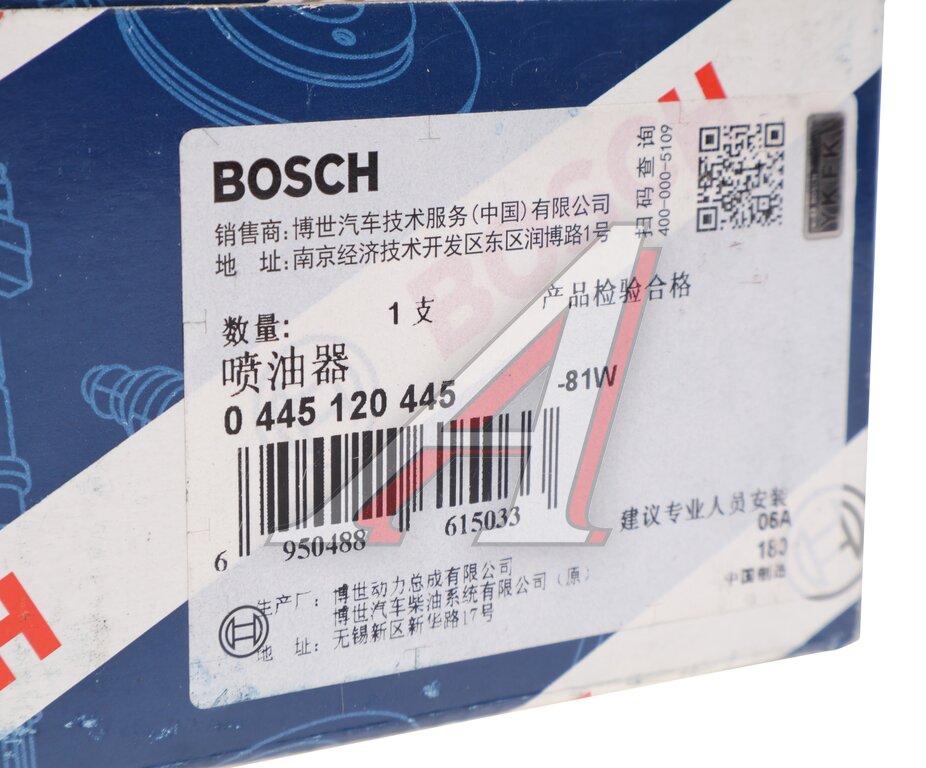 BOSCH
销售商: 博世汽车技术服务(中国)有限公司
地 址: 南京经济技术开发区东区润博路1号
扫码查询
400-000-5109
数量: 1 支
产品检验合格
喷油器
0 445 120 445 -81W
6 950488 615033
建议专业人员安装
06A
180
中国制造
生产厂: 博世动力总成有限公司
博世汽车柴油系统有限公司(原)
地 址: 无锡新区新华路17号